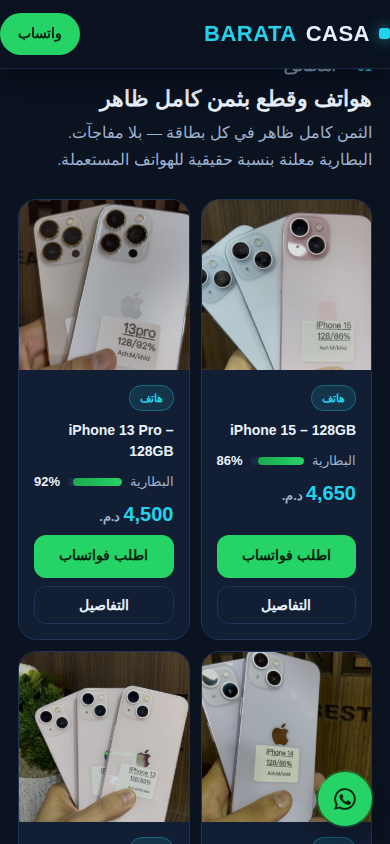 BARATA CASA
واتساب
هواتف وقطع بثمن كامل ظاهر
الثمن كامل ظاهر في كل بطاقة — بلا مفاجآت.
البطارية معلنة بنسبة حقيقية للهواتف المستعملة.
iPhone 15
128/86%
هاتف
iPhone 15 – 128GB
البطارية 86%
4,650 د.م.
اطلب فواتساب
التفاصيل
13pro
128/92%
هاتف
iPhone 13 Pro –
128GB
البطارية 92%
4,500 د.م.
اطلب فواتساب
التفاصيل
BEST
iPhone 14
128/86%
iPhone 13
128/86%